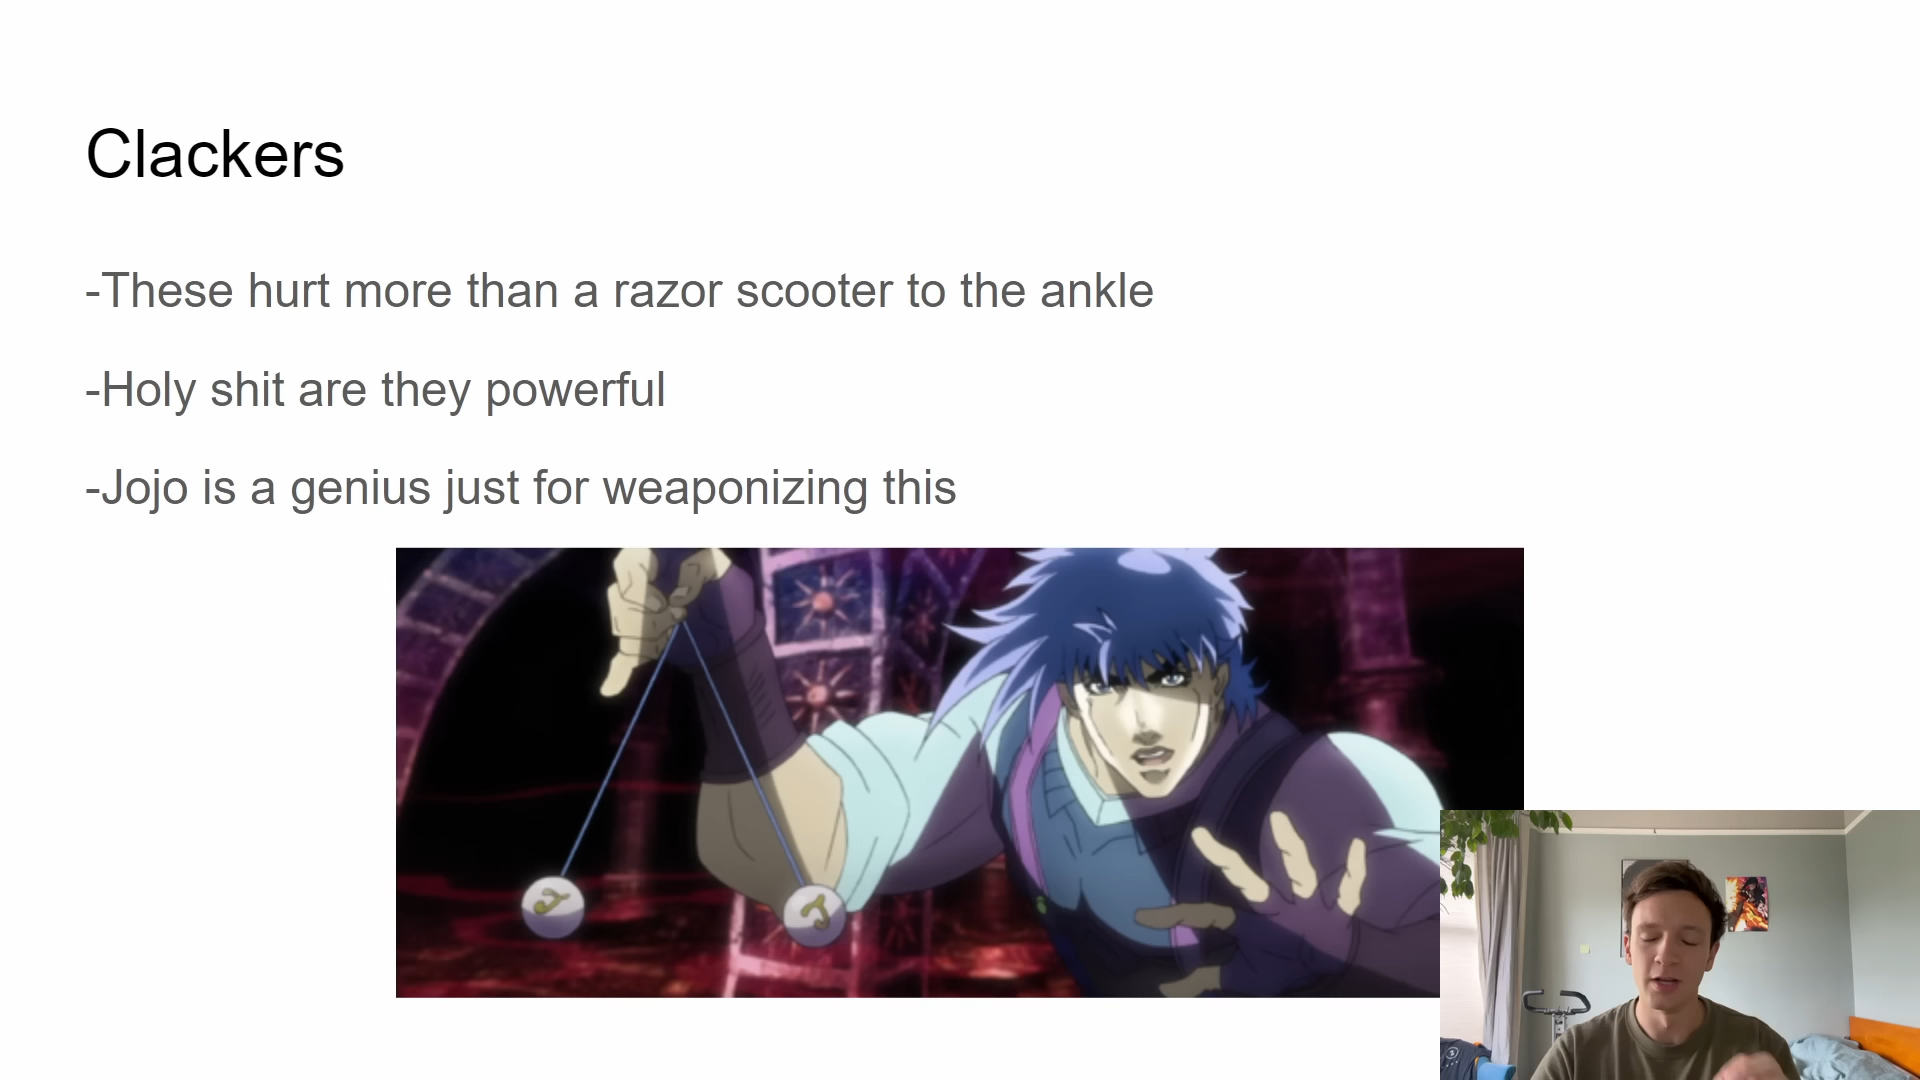 Clackers
-These hurt more than a razor scooter to the ankle
-Holy shit are they powerful
-Jojo is a genius just for weaponizing this
J
J